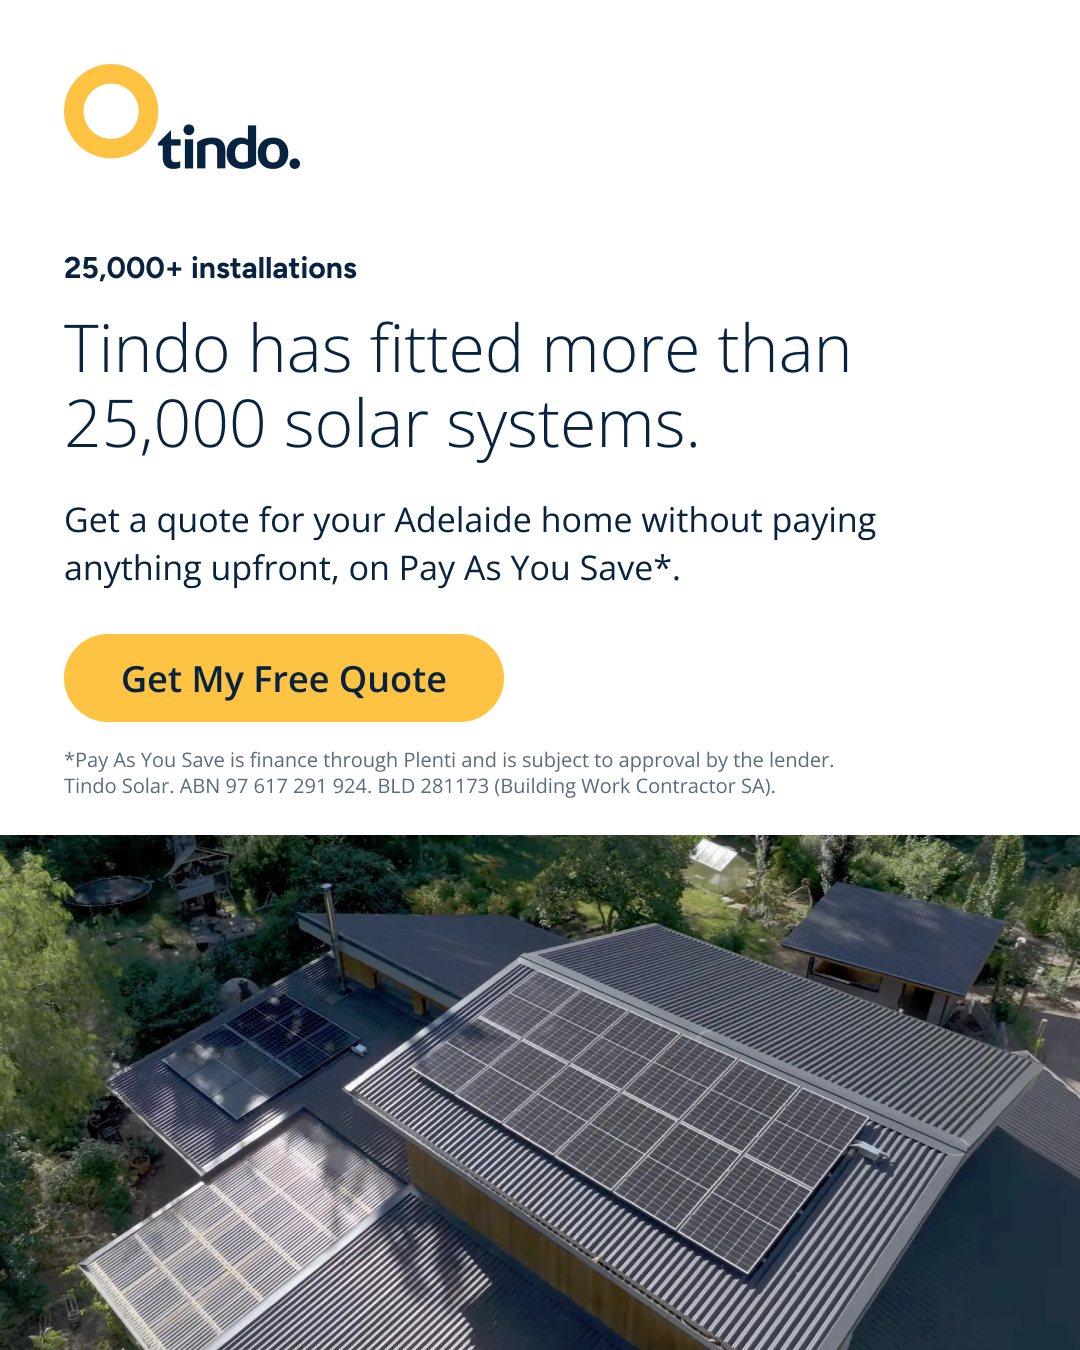 tindo.
25,000+ installations
Tindo has fitted more than
25,000 solar systems.
Get a quote for your Adelaide home without paying
anything upfront, on Pay As You Save*.
Get My Free Quote
*Pay As You Save is finance through Plenti and is subject to approval by the lender.
Tindo Solar. ABN 97 617 291 924. BLD 281173 (Building Work Contractor SA).